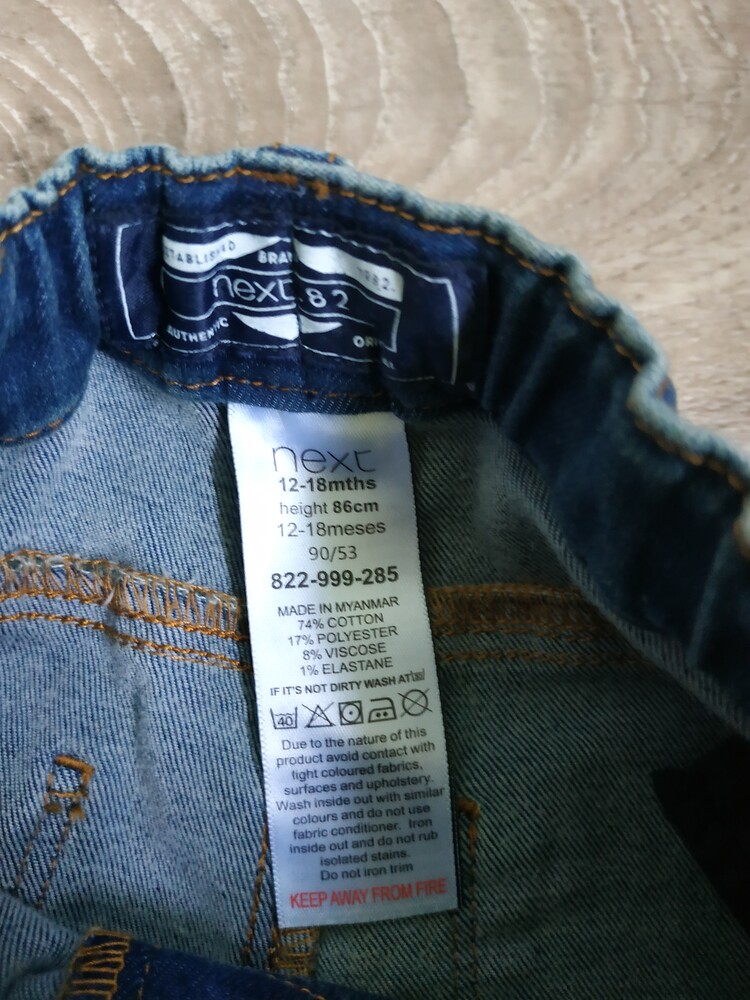 BRAN
next.82
next
12-18mths
height 86cm
12-18meses
90/53
822-999-285
MADE IN MYANMAR
74% COTTON
17% POLYESTER
8% VISCOSE
1% ELASTANE
IF IT'S NOT DIRTY WASH AT
40
Due to the nature of this
product avoid contact with
light coloured fabrics,
surfaces and upholstery.
Wash inside out with similar
colours and do not use
fabric conditioner. Iron
inside out and do not rub
isolated stains.
Do not iron trim
KEEP AWAY FROM FIRE